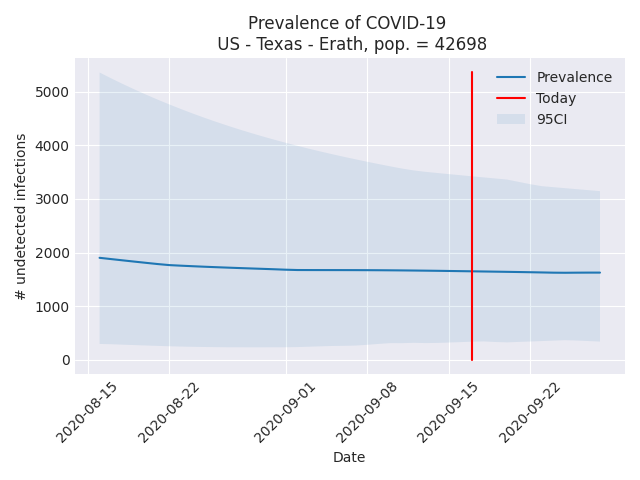 Prevalence of COVID-19
US - Texas - Erath, pop. = 42698
# undetected infections
5000
4000
3000
2000
1000
0
Prevalence
Today
95CI
2020-08-15
2020-08-22
2020-09-01
2020-09-08
2020-09-15
2020-09-22
Date